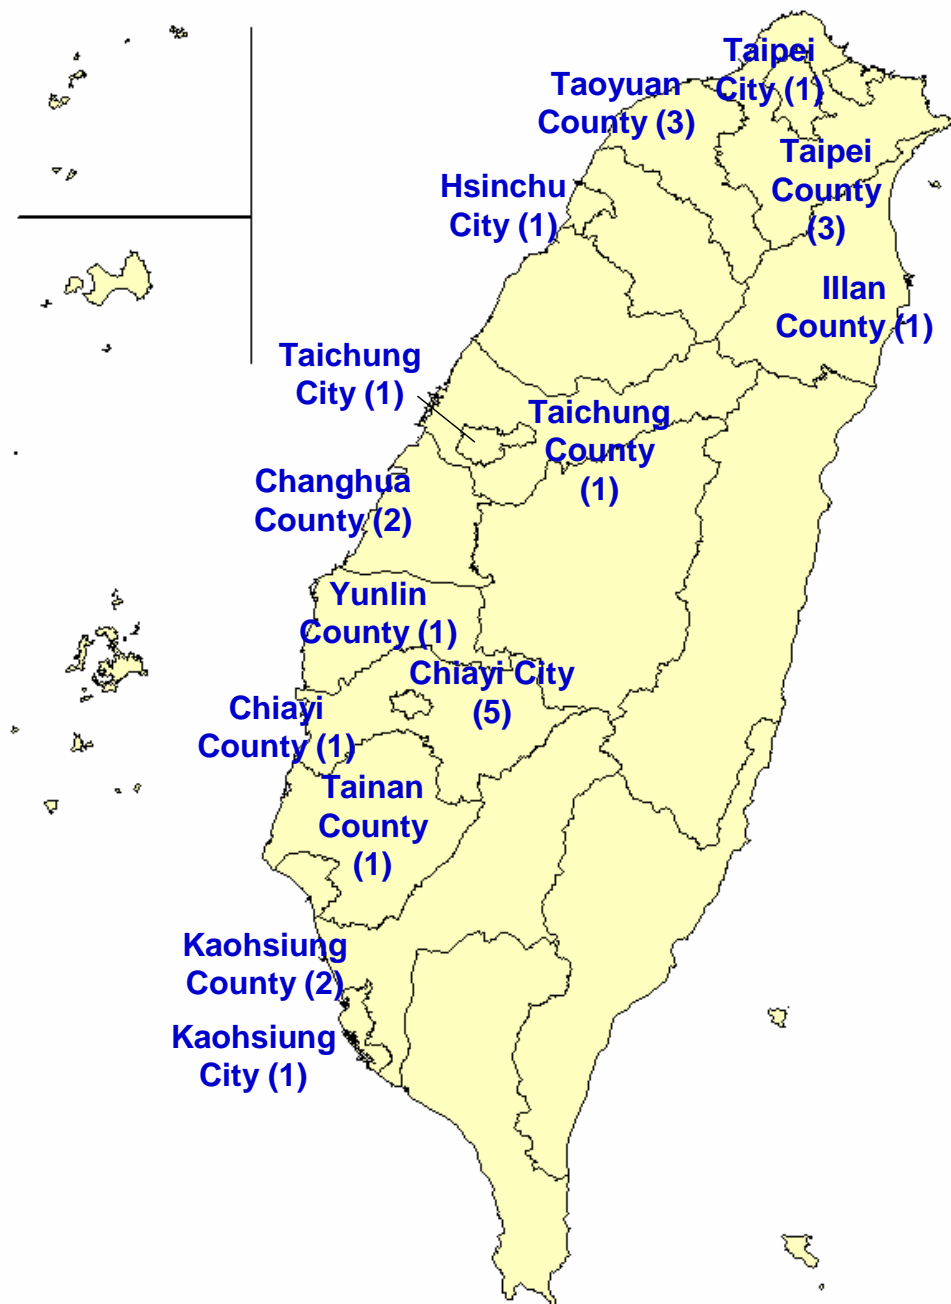 Taipei
City (1)
Taoyuan
County (3)
Taipei
County
(3)
Hsinchu
City (1)
Illan
County (1)
Taichung
City (1)
Taichung
County
(1)
Changhua
County (2)
Yunlin
County (1)
Chiayi City
(5)
Chiayi
County (1)
Tainan
County
(1)
Kaohsiung
County (2)
Kaohsiung
City (1)